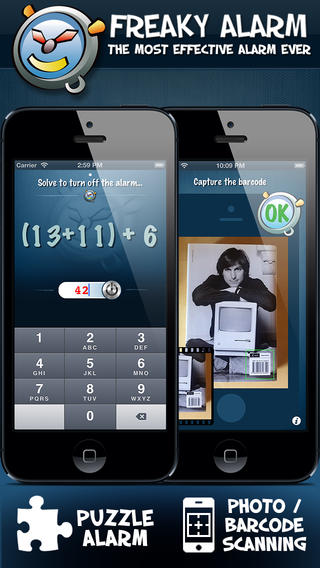 FREAKY ALARM
THE MOST EFFECTIVE ALARM EVER
Carrier 2:59 PM
Solve to turn off the alarm...
(13+11) + 6
42
1
2 ABC
3 DEF
4 GHI
5 JKL
6 MNO
7 PQRS
8 TUV
9 WXYZ
0
10:09 PM
Capture the barcode
OK
i
PUZZLE
ALARM
PHOTO /
BARCODE
SCANNING